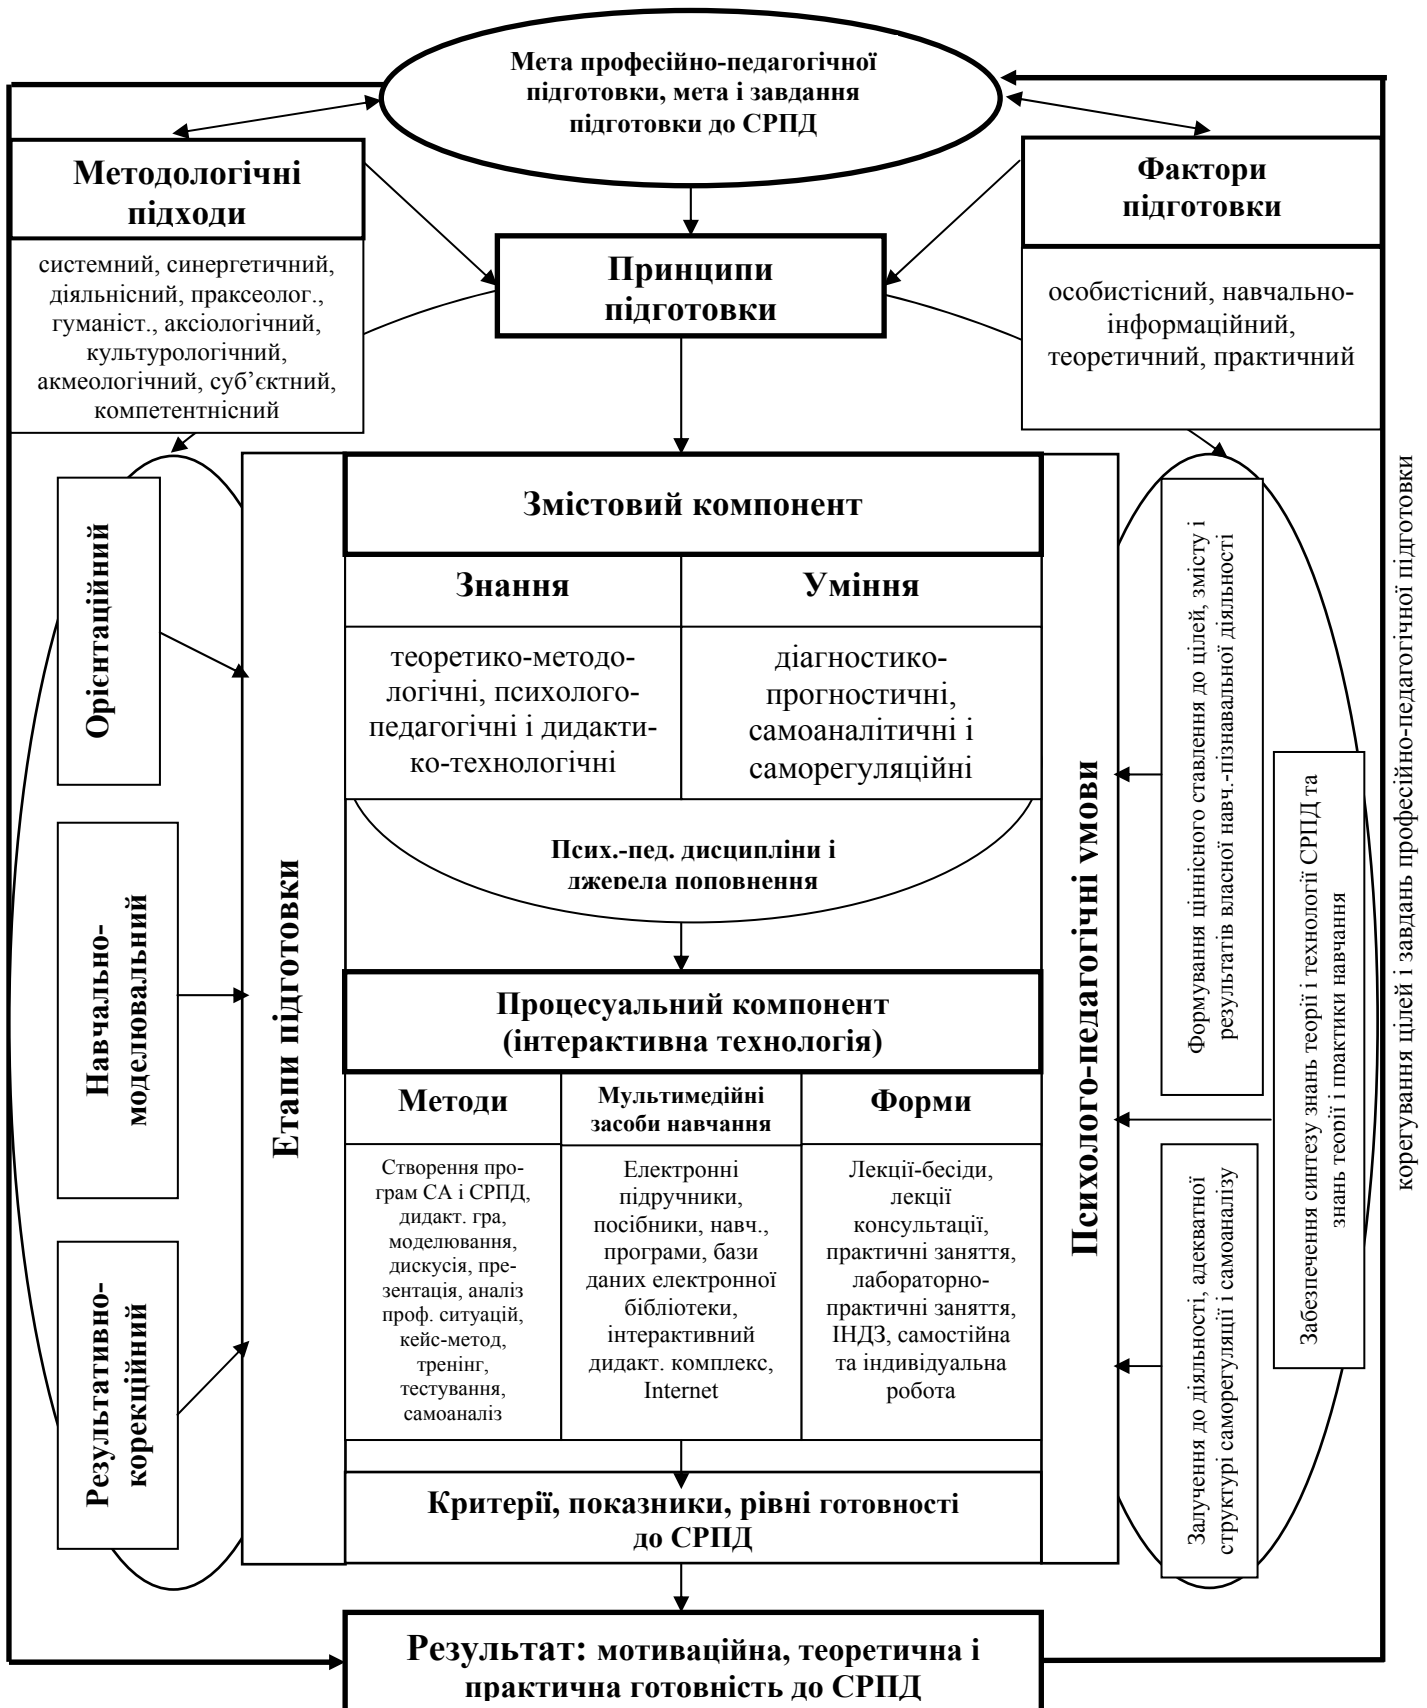 Мета професійно-педагогічної
підготовки, мета і завдання
підготовки до СРПД
Методологічні
підходи
системний, синергетичний,
діяльнісний, праксеолог.,
гуманіст., аксіологічний,
культурологічний,
акмеологічний, суб’єктний,
компетентнісний
Принципи
підготовки
Фактори
підготовки
особистісний, навчально-
інформаційний,
теоретичний, практичний
Орієнтаційний
Навчально-
моделювальний
Результативно-
корекційний
Етапи підготовки
Змістовий компонент
Знання
теоретико-методо-
логічні, психолого-
педагогічні і дидакти-
ко-технологічні
Уміння
діагностико-
прогностичні,
самоаналітичні і
саморегуляційні
Псих.-пед. дисципліни і
джерела поповнення
Процесуальний компонент
(інтерактивна технологія)
Методи
Створення про-
грам СА і СРПД,
дидакт. гра,
моделювання,
дискусія, пре-
зентація, аналіз
проф. ситуацій,
кейс-метод,
тренінг,
тестування,
самоаналіз
Мультимедійні
засоби навчання
Електронні
підручники,
посібники, навч.,
програми, бази
даних електронної
бібліотеки,
інтерактивний
дидакт. комплекс,
Internet
Форми
Лекції-бесіди,
лекції
консультації,
практичні заняття,
лабораторно-
практичні заняття,
ІНДЗ, самостійна
та індивідуальна
робота
Критерії, показники, рівні готовності
до СРПД
Психолого-педагогічні умови
Формування ціннісного ставлення до цілей, змісту і
результатів власної навч.-пізнавальної діяльності
Забезпечення синтезу знань теорії і технології СРПД та
знань теорії і практики навчання
Залучення до діяльності, адекватної
структурі саморегуляції і самоаналізу
корегування цілей і завдань професійно-педагогічної підготовки
Результат: мотиваційна, теоретична і
практична готовність до СРПД